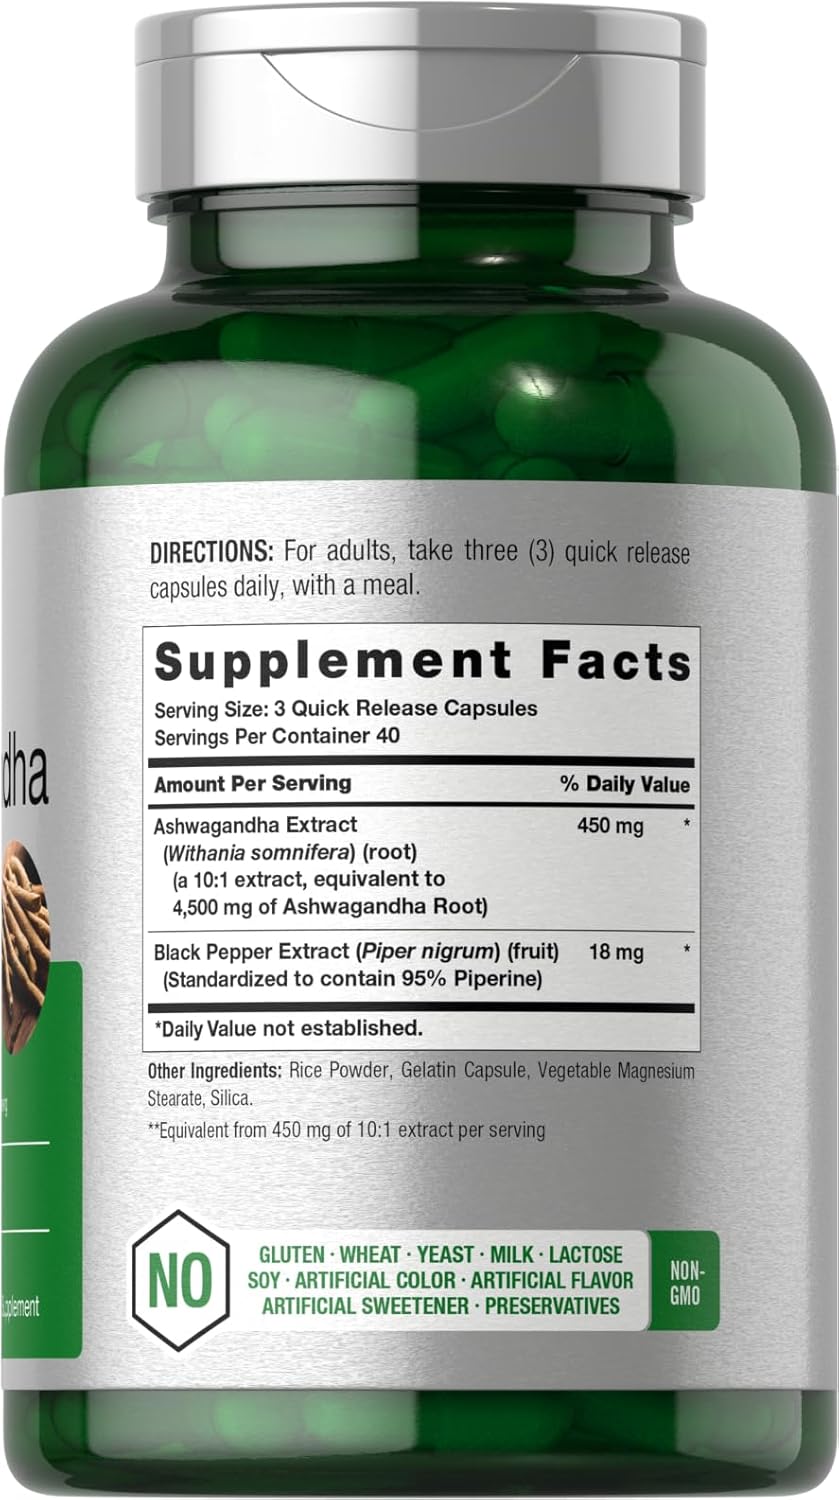 DIRECTIONS: For adults, take three (3) quick release
capsules daily, with a meal.
Supplement Facts
Serving Size: 3 Quick Release Capsules
Servings Per Container 40
Amount Per Serving % Daily Value
Ashwagandha Extract 450 mg *
(Withania somnifera) (root)
(a 10:1 extract, equivalent to
4,500 mg of Ashwagandha Root)
Black Pepper Extract (Piper nigrum) (fruit) 18 mg *
(Standardized to contain 95% Piperine)
*Daily Value not established.
Other Ingredients: Rice Powder, Gelatin Capsule, Vegetable Magnesium
Stearate, Silica.
**Equivalent from 450 mg of 10:1 extract per serving
NO
GLUTEN · WHEAT · YEAST · MILK · LACTOSE
SOY · ARTIFICIAL COLOR · ARTIFICIAL FLAVOR
ARTIFICIAL SWEETENER · PRESERVATIVES
NON-
GMO
dha
Supplement